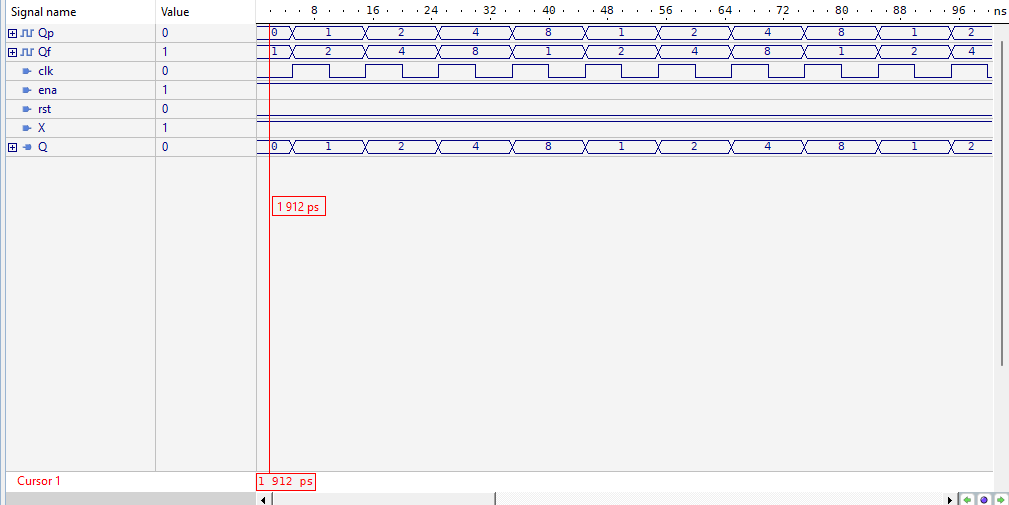 Signal name Value 8 16 24 32 40 48 56 64 72 80 88 96 ns
Qp 0 0 1 2 4 8 1 2 4 8 1 2
Qf 1 1 2 4 8 1 2 4 8 1 2 4
clk 0
ena 1
rst 0
X 1
Q 0 0 1 2 4 8 1 2 4 8 1 2
1 912 ps
Cursor 1 1 912 ps